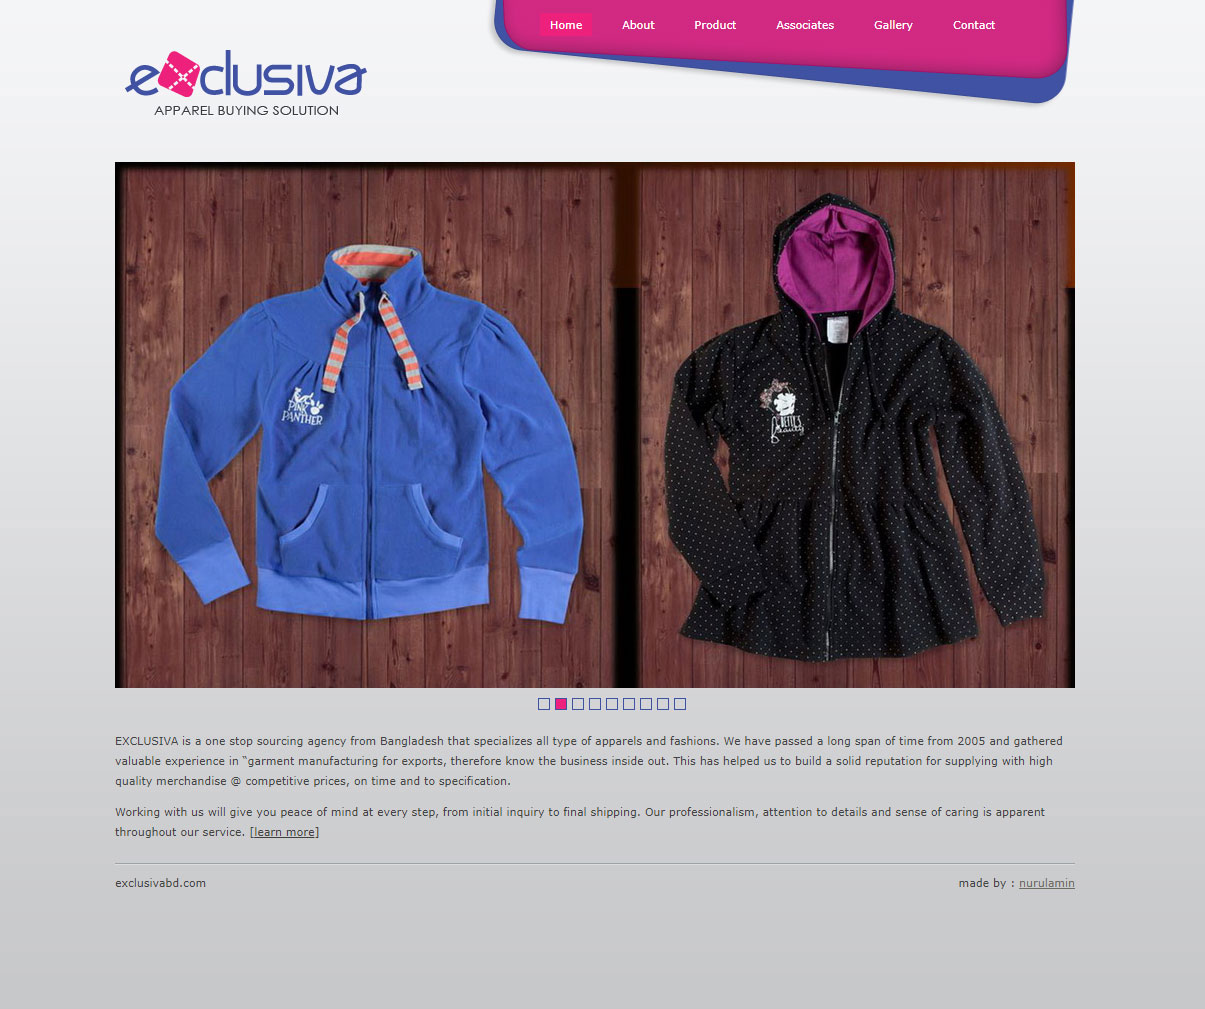 Home About Product Associates Gallery Contact
exclusiva
APPAREL BUYING SOLUTION
PINK
PANTHER
EXCLUSIVA is a one stop sourcing agency from Bangladesh that specializes all type of apparels and fashions. We have passed a long span of time from 2005 and gathered
valuable experience in “garment manufacturing for exports, therefore know the business inside out. This has helped us to build a solid reputation for supplying with high
quality merchandise @ competitive prices, on time and to specification.
Working with us will give you peace of mind at every step, from initial inquiry to final shipping. Our professionalism, attention to details and sense of caring is apparent
throughout our service. [learn more]
exclusivabd.com made by : nurulamin